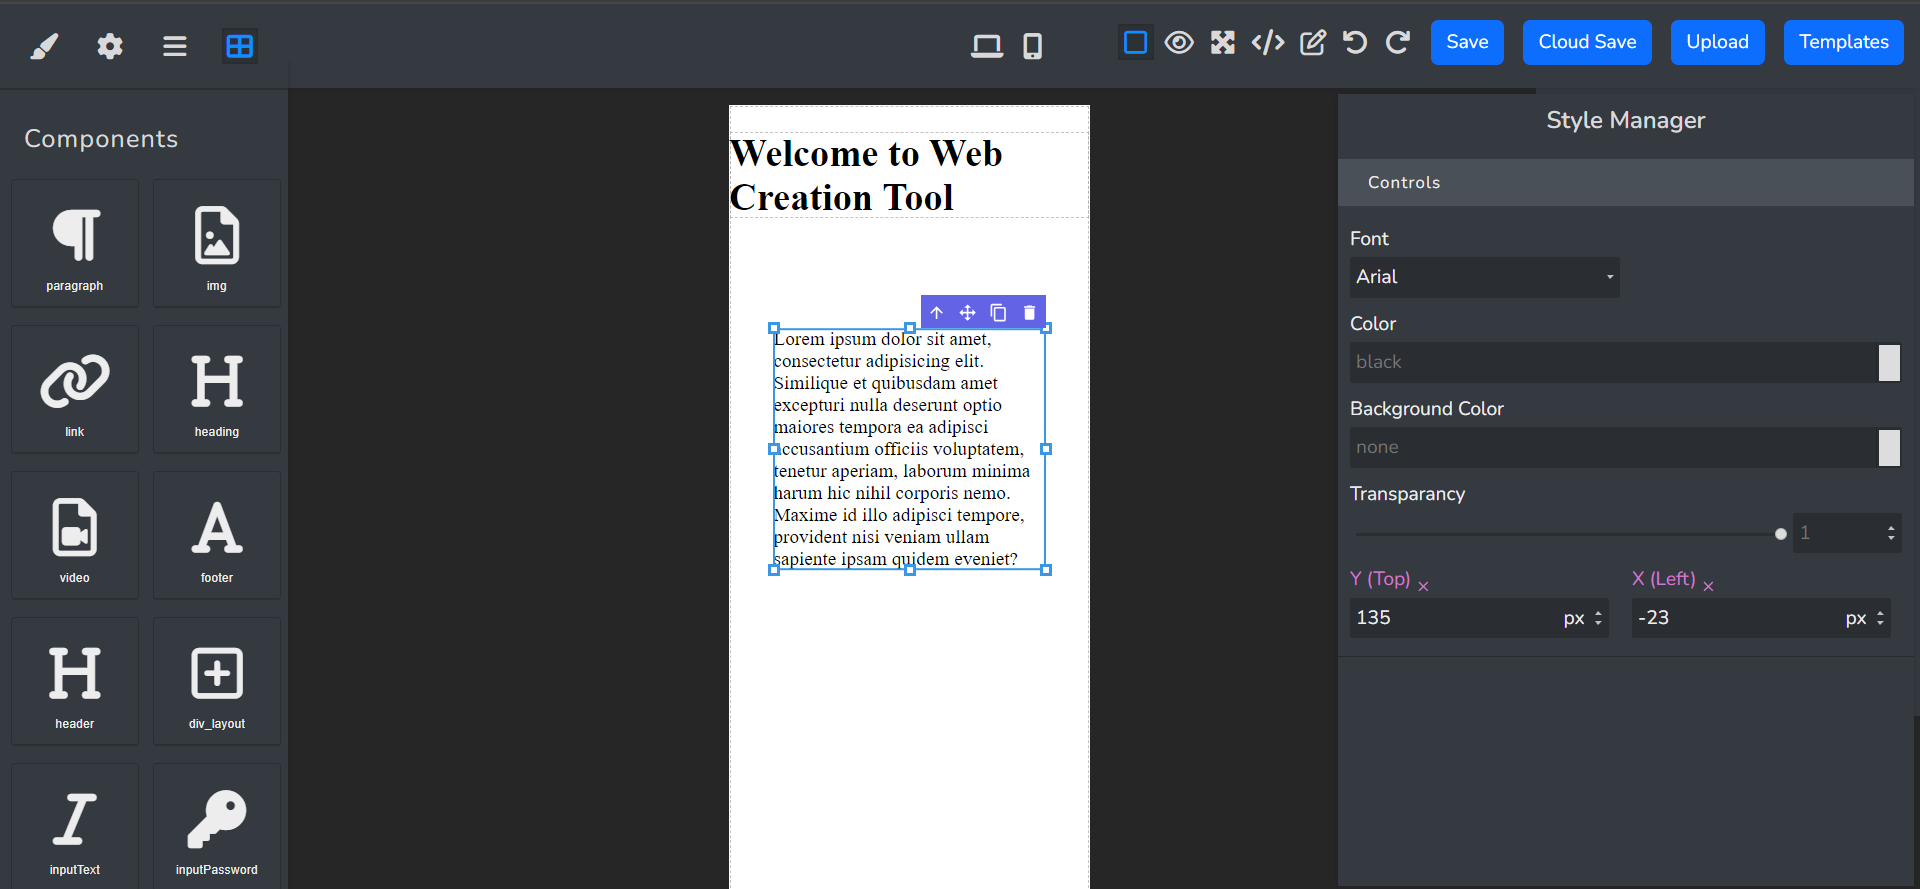 Save
Cloud Save
Upload
Templates
Components
paragraph
img
link
heading
video
footer
header
div_layout
inputText
inputPassword
Welcome to Web
Creation Tool
Lorem ipsum dolor sit amet,
consectetur adipisicing elit.
Similique et quibusdam amet
excepturi nulla deserunt optio
maiores tempora ea adipisci
accusantium officiis voluptatem,
tenetur aperiam, laborum minima
harum hic nihil corporis nemo.
Maxime id illo adipisci tempore,
provident nisi veniam ullam
sapiente ipsam quidem eveniet?
Style Manager
Controls
Font
Arial
Color
black
Background Color
none
Transparancy
1
Y (Top) ×
X (Left) ×
135 px
-23 px